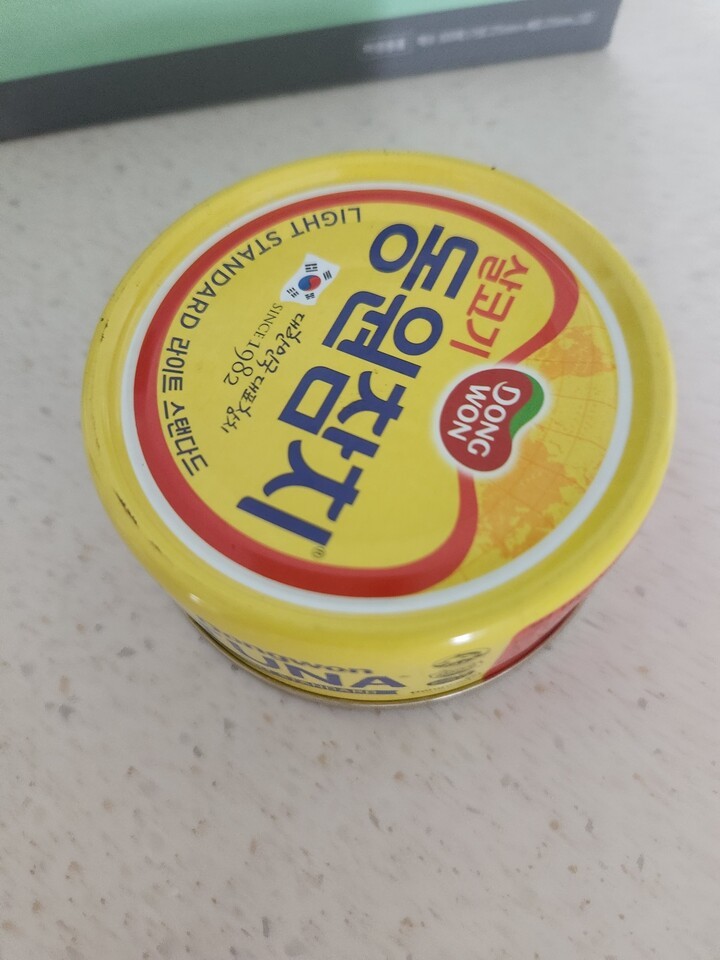 LIGHT STANDARD 라이트 스탠다드
살코기
동원참치®
DONG
WON
대한민국 대표참치
SINCE 1982
Dongwon
TUNA
STANDARD